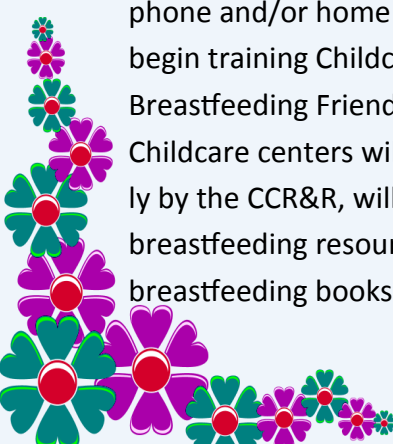 phone and/or home
begin training Childc
Breastfeeding Friend
Childcare centers wi
ly by the CCR&R, wil
breastfeeding resour
breastfeeding books